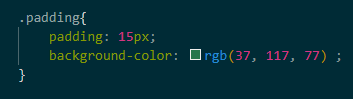 .padding{
    padding: 15px;
    background-color: rgb(37, 117, 77) ;
}